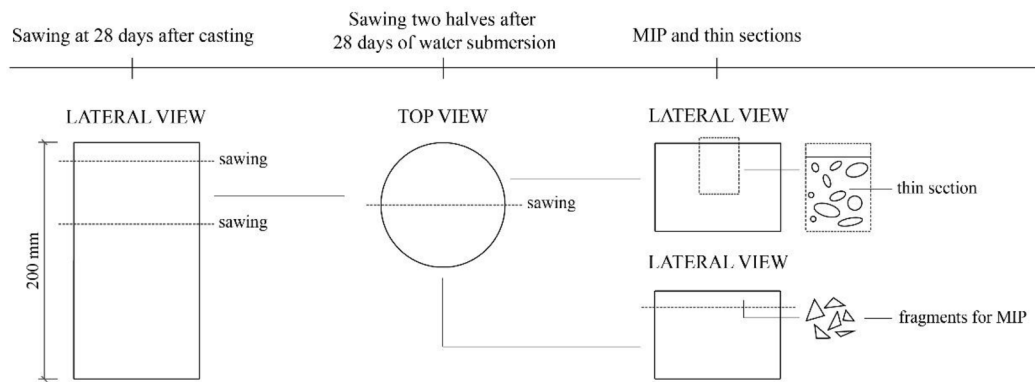 Sawing at 28 days after casting
Sawing two halves after
28 days of water submersion
MIP and thin sections
LATERAL VIEW
TOP VIEW
LATERAL VIEW
sawing
sawing
sawing
thin section
200 mm
LATERAL VIEW
fragments for MIP